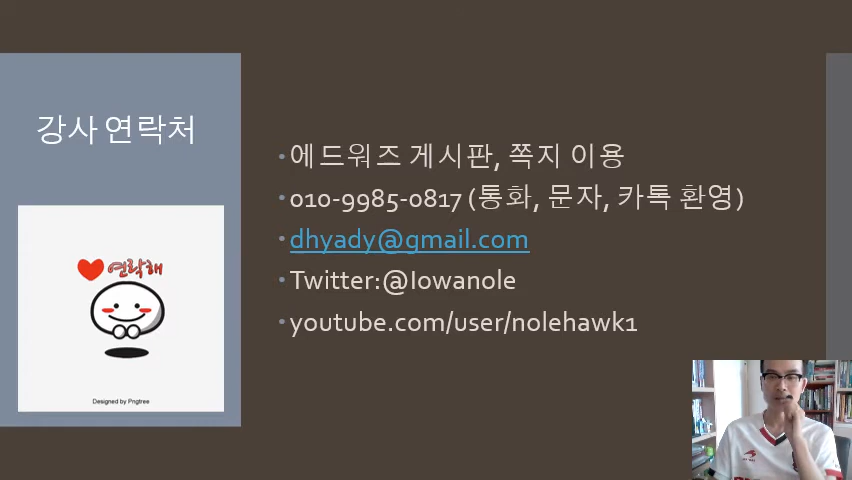 강사 연락처
연락해
Designed by Pngtree
• 에드워즈 게시판, 쪽지 이용
• 010-9985-0817 (통화, 문자, 카톡 환영)
• dhyady@gmail.com
• Twitter:@Iowanole
• youtube.com/user/nolehawk1